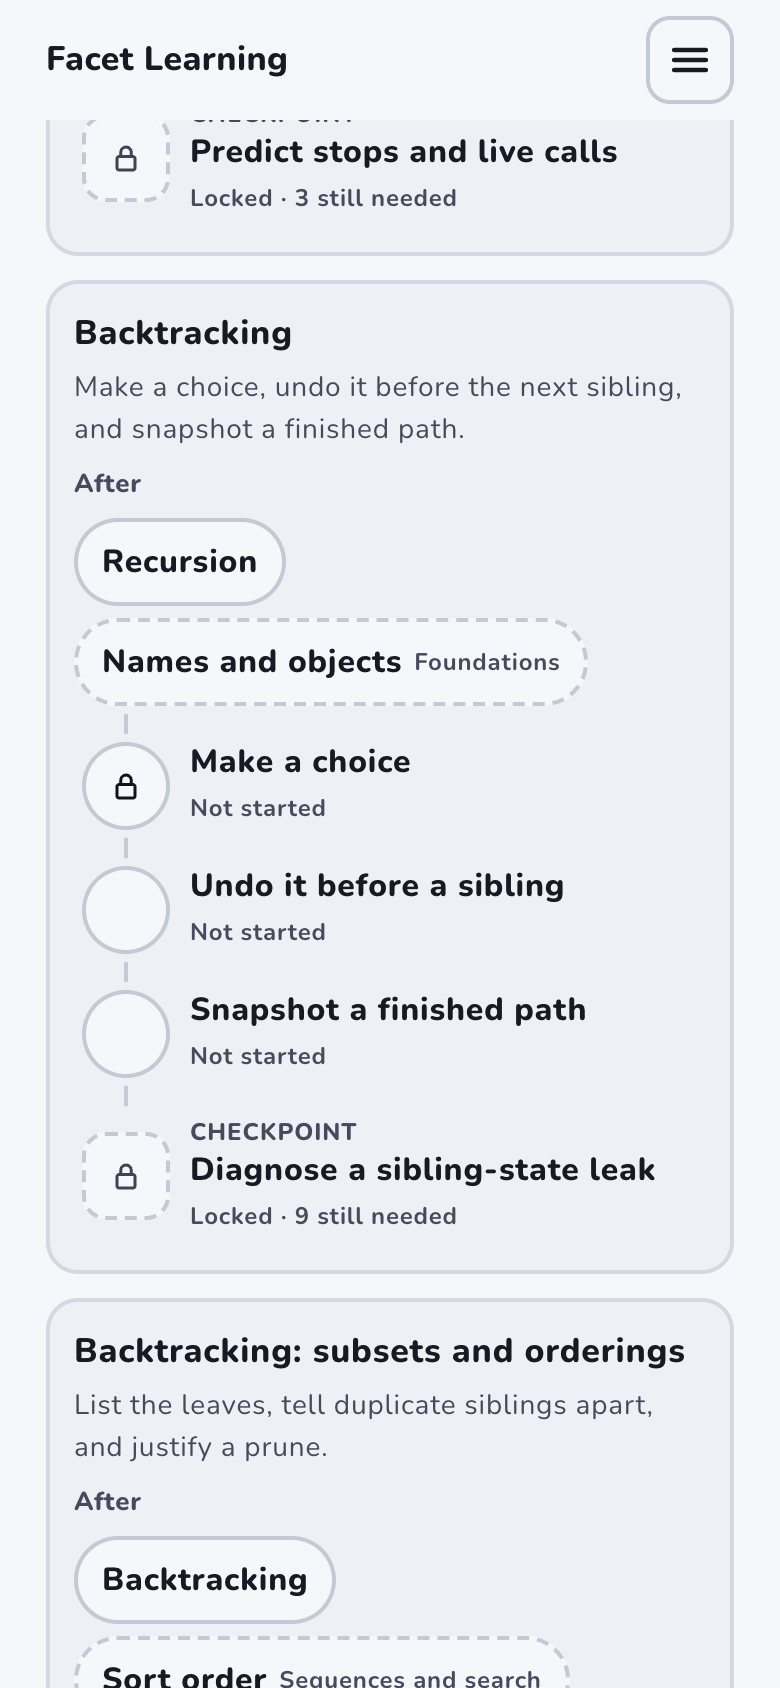 Facet Learning
CHECKPOINT
Predict stops and live calls
Locked · 3 still needed
Backtracking
Make a choice, undo it before the next sibling,
and snapshot a finished path.
After
Recursion
Names and objects Foundations
Make a choice
Not started
Undo it before a sibling
Not started
Snapshot a finished path
Not started
CHECKPOINT
Diagnose a sibling-state leak
Locked · 9 still needed
Backtracking: subsets and orderings
List the leaves, tell duplicate siblings apart,
and justify a prune.
After
Backtracking
Sort order Sequences and search